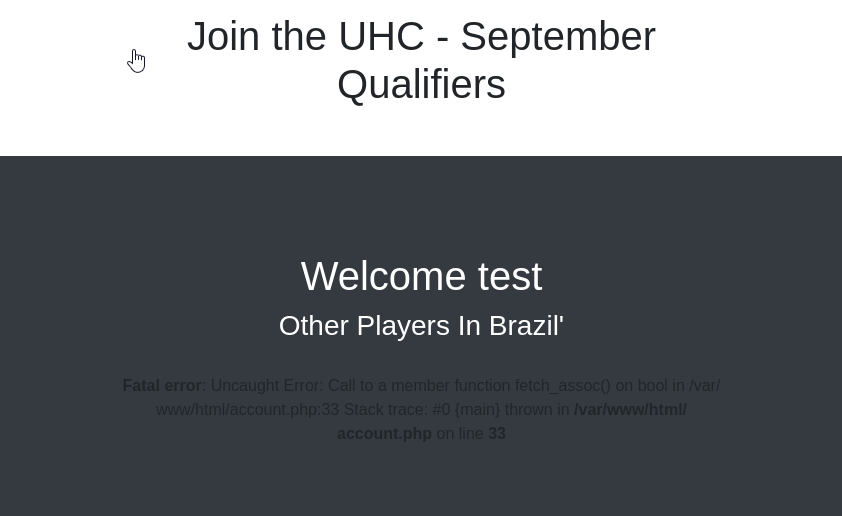 Join the UHC - September
Qualifiers
Welcome test
Other Players In Brazil'
Fatal error: Uncaught Error: Call to a member function fetch_assoc() on bool in /var/
www/html/account.php:33 Stack trace: #0 {main} thrown in /var/www/html/
account.php on line 33